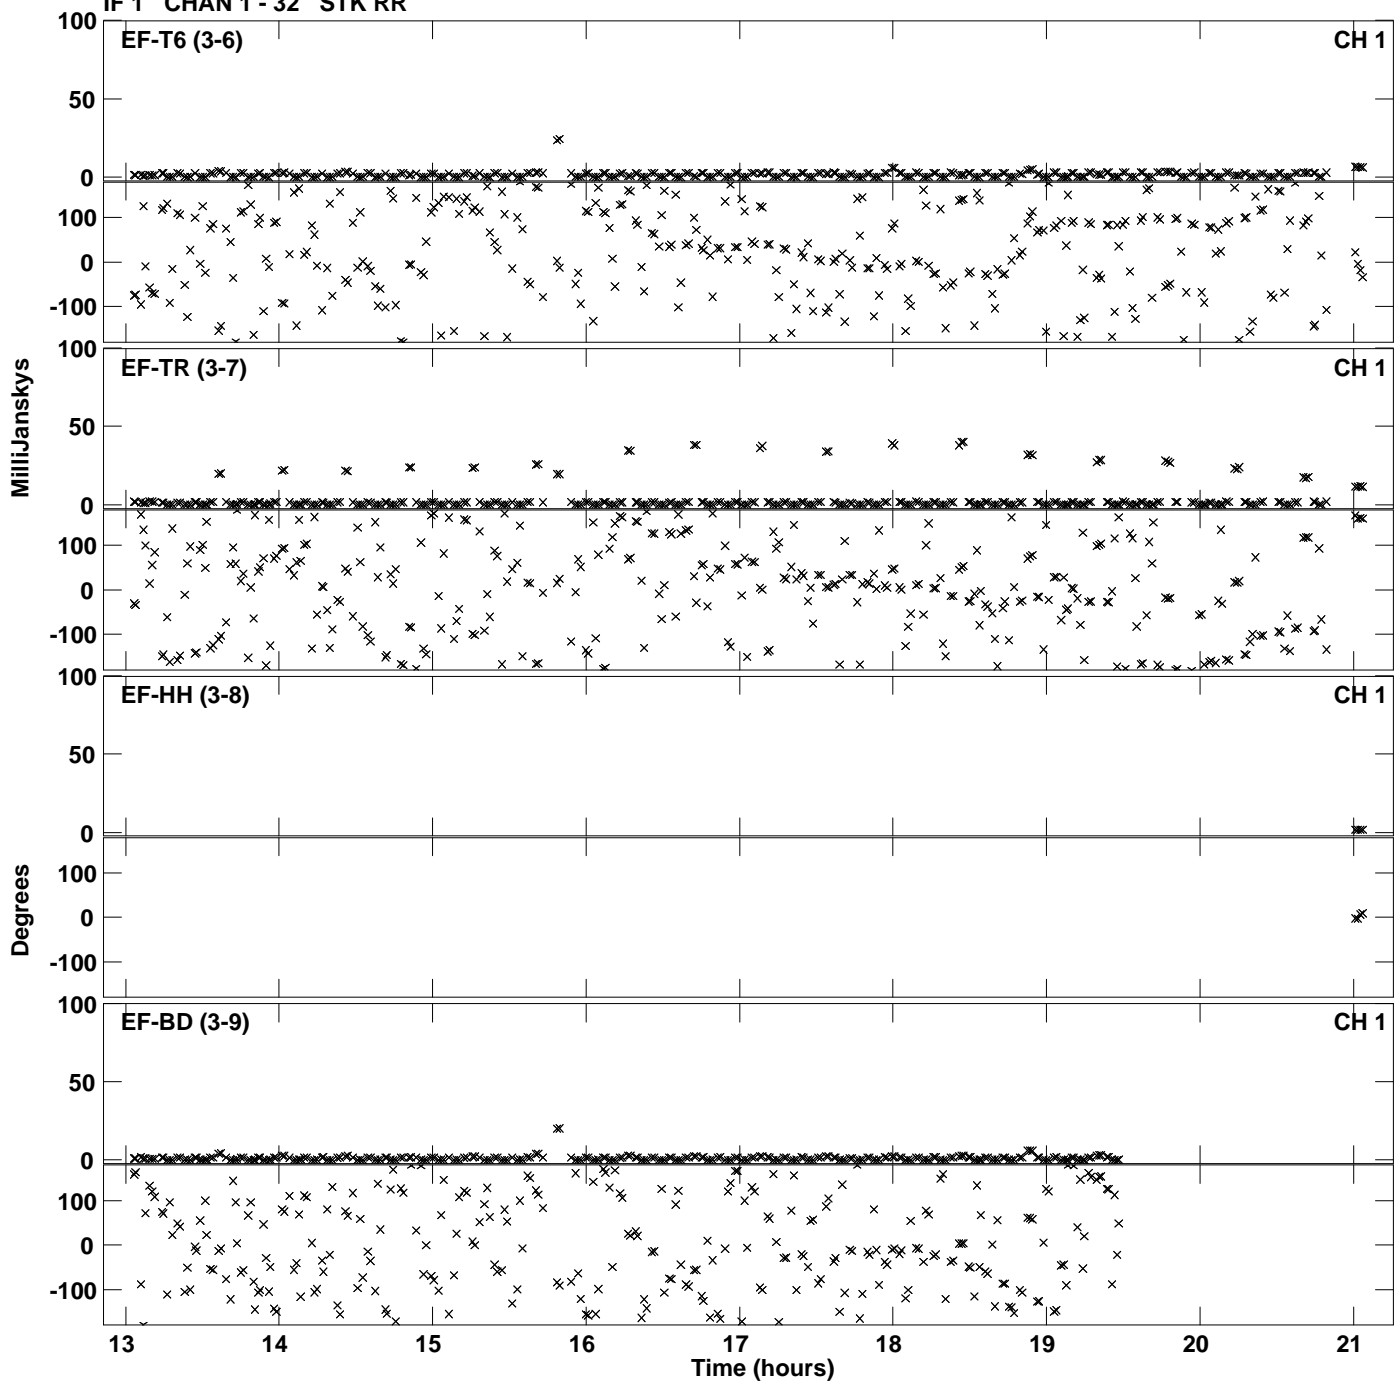 IF 1 CHAN 1 - 32 STK RR
100
EF-T6 (3-6) CH 1
50
0
100
0
-100
MilliJanskys
100
EF-TR (3-7) CH 1
50
0
100
0
-100
100
EF-HH (3-8) CH 1
50
0
Degrees
100
0
-100
100
EF-BD (3-9) CH 1
50
0
100
0
-100
13 14 15 16 17 18 19 20 21
Time (hours)